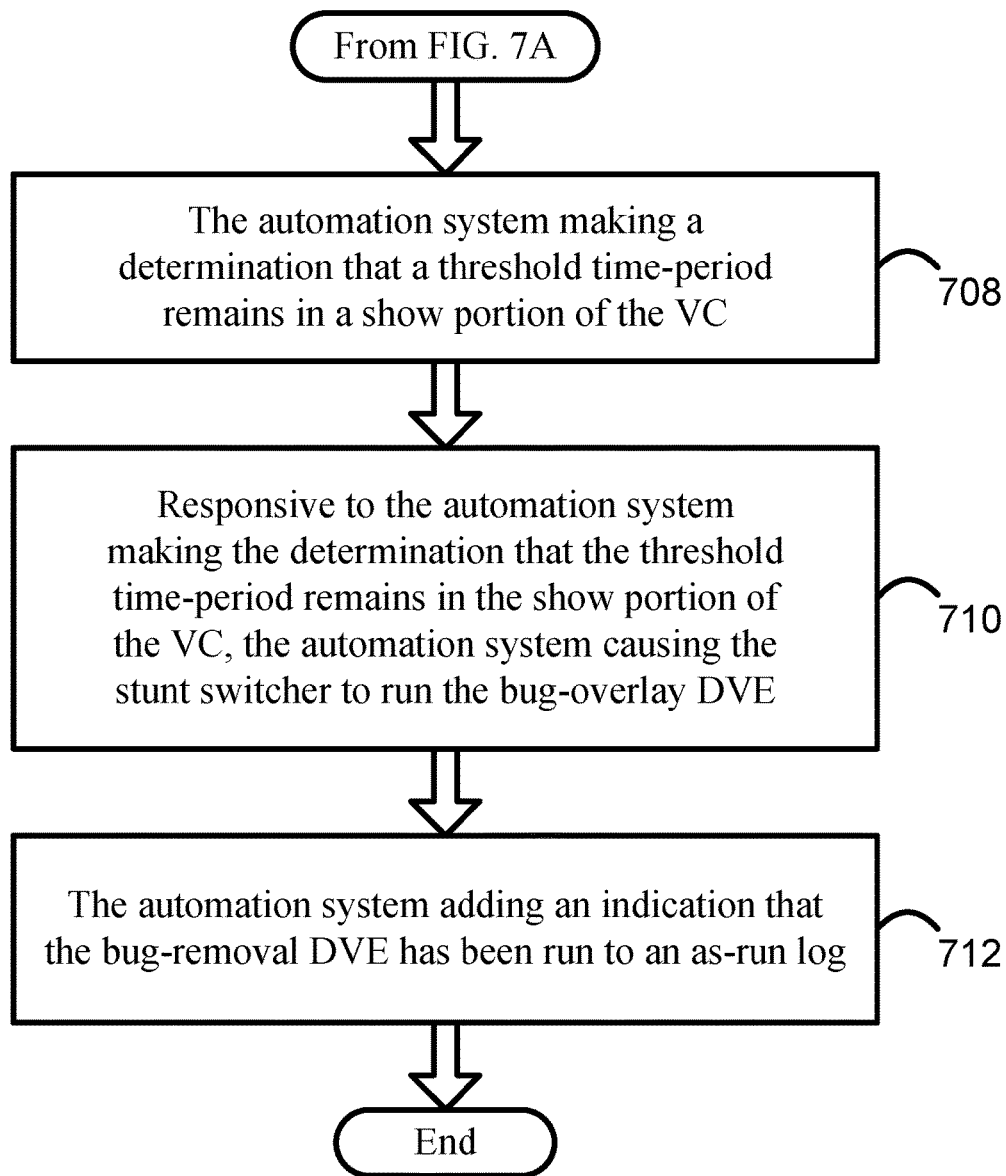 From FIG. 7A
The automation system making a
determination that a threshold time-period
remains in a show portion of the VC
708
Responsive to the automation system
making the determination that the threshold
time-period remains in the show portion of
the VC, the automation system causing the
stunt switcher to run the bug-overlay DVE
710
The automation system adding an indication that
the bug-removal DVE has been run to an as-run log
712
End